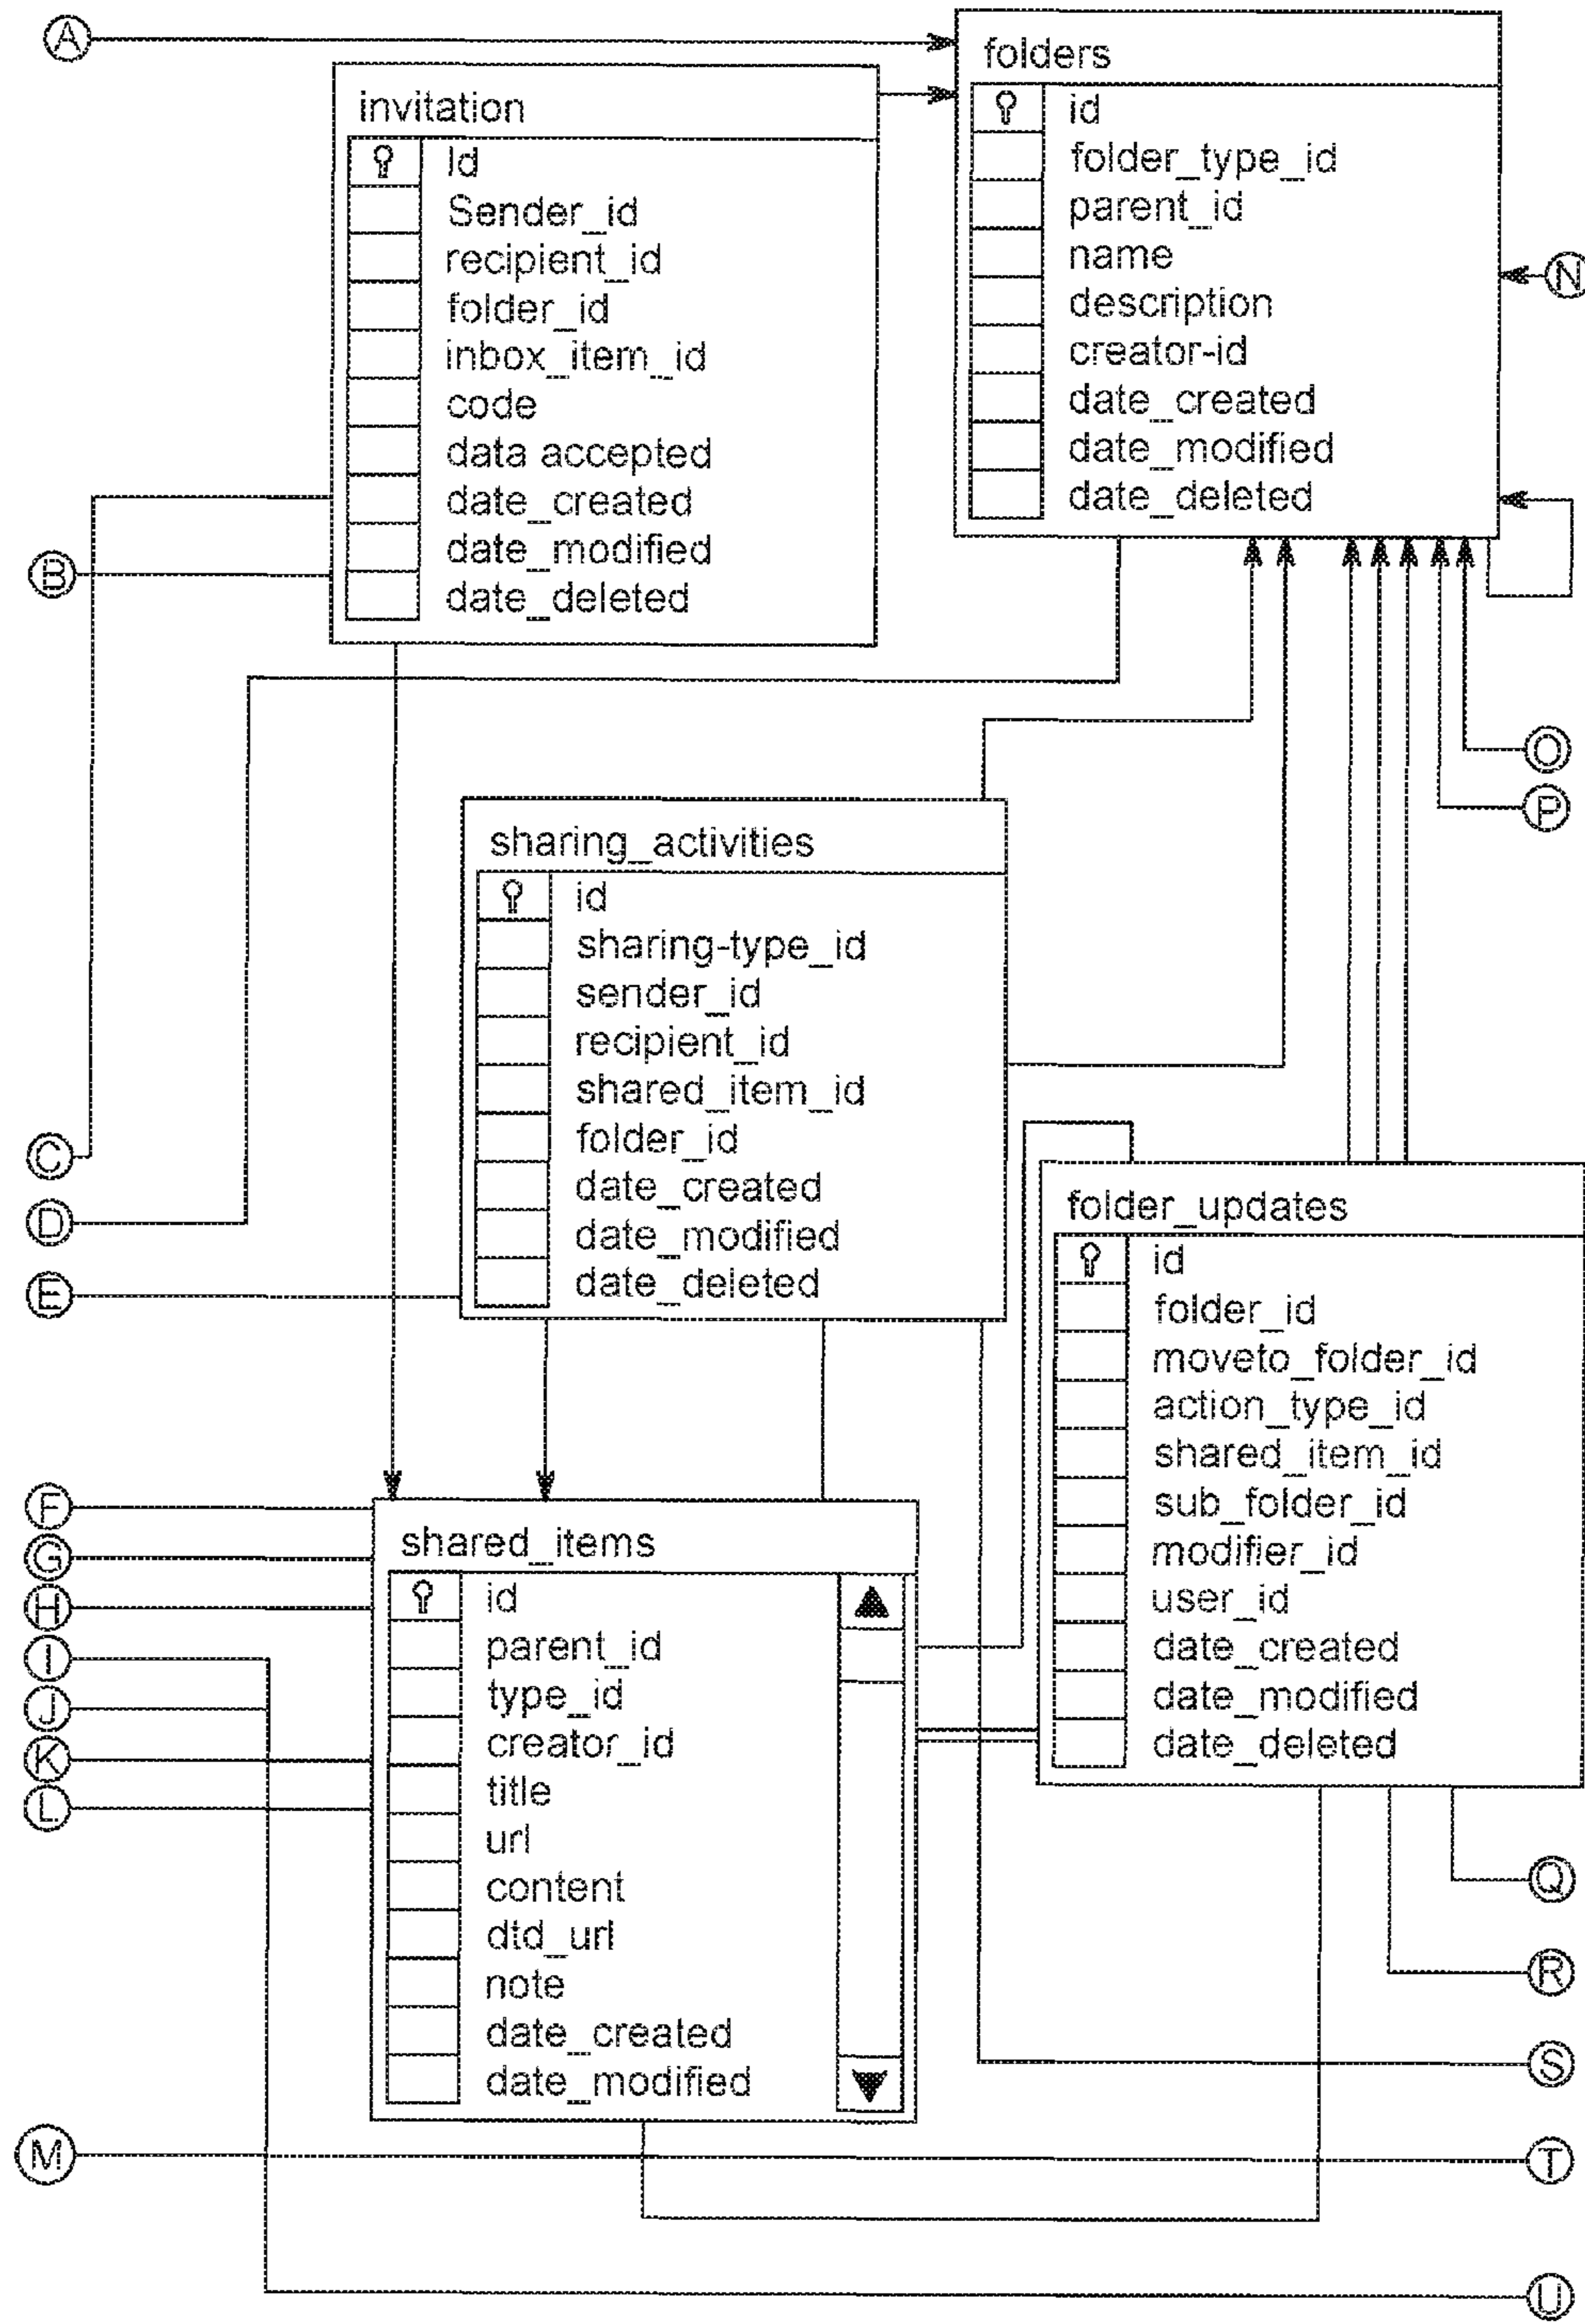 A
folders
id
folder_type_id
parent_id
name
description
creator-id
date_created
date_modified
date_deleted
invitation
Id
Sender_id
recipient_id
folder_id
inbox_item_id
code
data accepted
date_created
date_modified
date_deleted
N
B
O
P
sharing_activities
id
sharing-type_id
sender_id
recipient_id
shared_item_id
folder_id
date_created
date_modified
date_deleted
C
D
E
folder_updates
id
folder_id
moveto_folder_id
action_type_id
shared_item_id
sub_folder_id
modifier_id
user_id
date_created
date_modified
date_deleted
F
G
H
I
J
K
L
shared_items
id
parent_id
type_id
creator_id
title
url
content
dtd_url
note
date_created
date_modified
Q
R
S
M
T
U